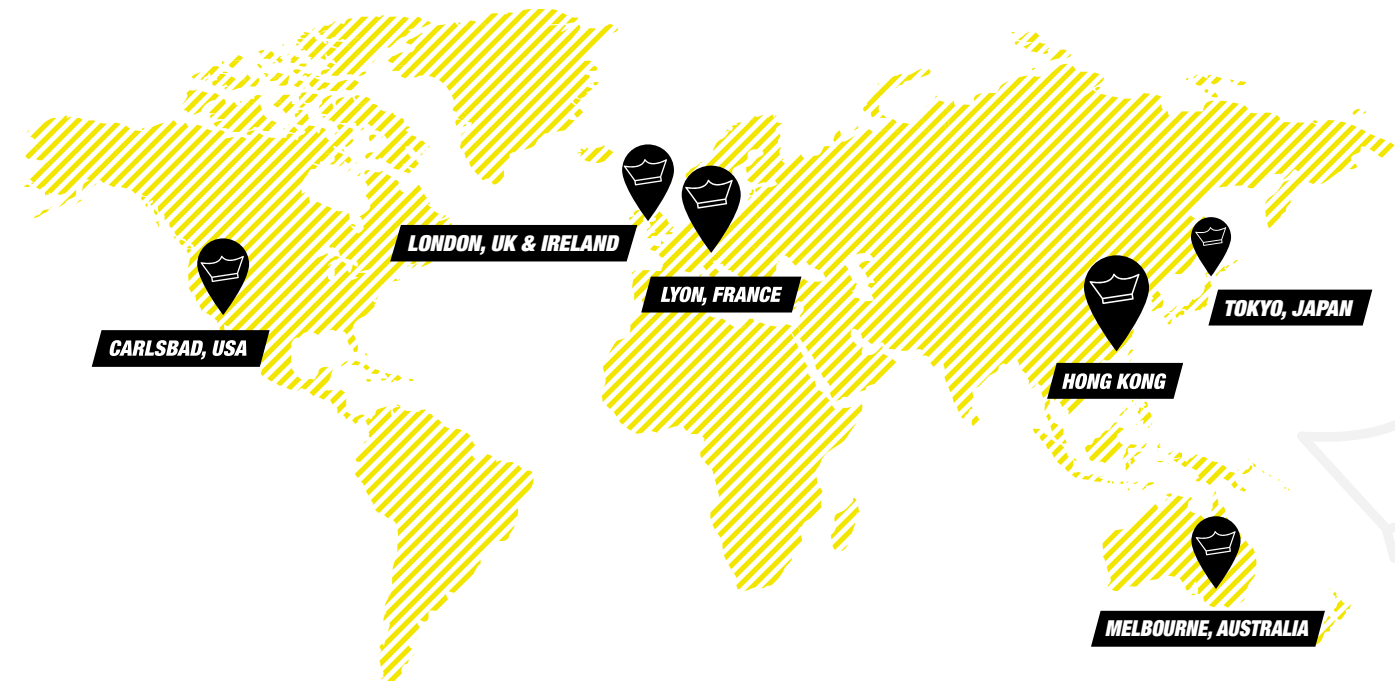 LONDON, UK & IRELAND
LYON, FRANCE
TOKYO, JAPAN
CARLSBAD, USA
HONG KONG
MELBOURNE, AUSTRALIA